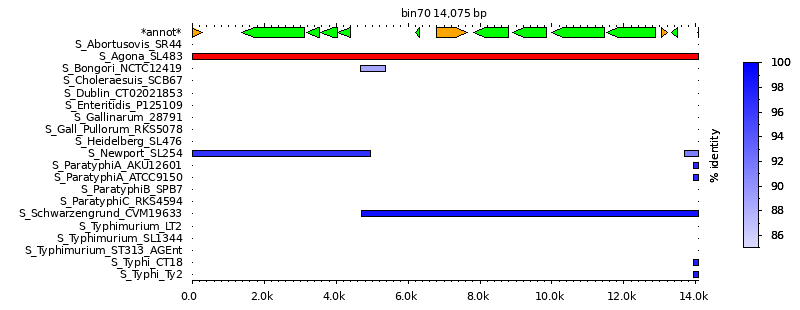 bin70 14,075 bp
*annot*
S_Abortusovis_SR44
S_Agona_SL483
S_Bongori_NCTC12419
S_Choleraesuis_SCB67
S_Dublin_CT02021853
S_Enteritidis_P125109
S_Gallinarum_28791
S_Gall_Pullorum_RKS5078
S_Heidelberg_SL476
S_Newport_SL254
S_ParatyphiA_AKU12601
S_ParatyphiA_ATCC9150
S_ParatyphiB_SPB7
S_ParatyphiC_RKS4594
S_Schwarzengrund_CVM19633
S_Typhimurium_LT2
S_Typhimurium_SL1344
S_Typhimurium_ST313_AGEnt
S_Typhi_CT18
S_Typhi_Ty2
0.0 2.0k 4.0k 6.0k 8.0k 10.0k 12.0k 14.0k
% identity
100
98
96
94
92
90
88
86